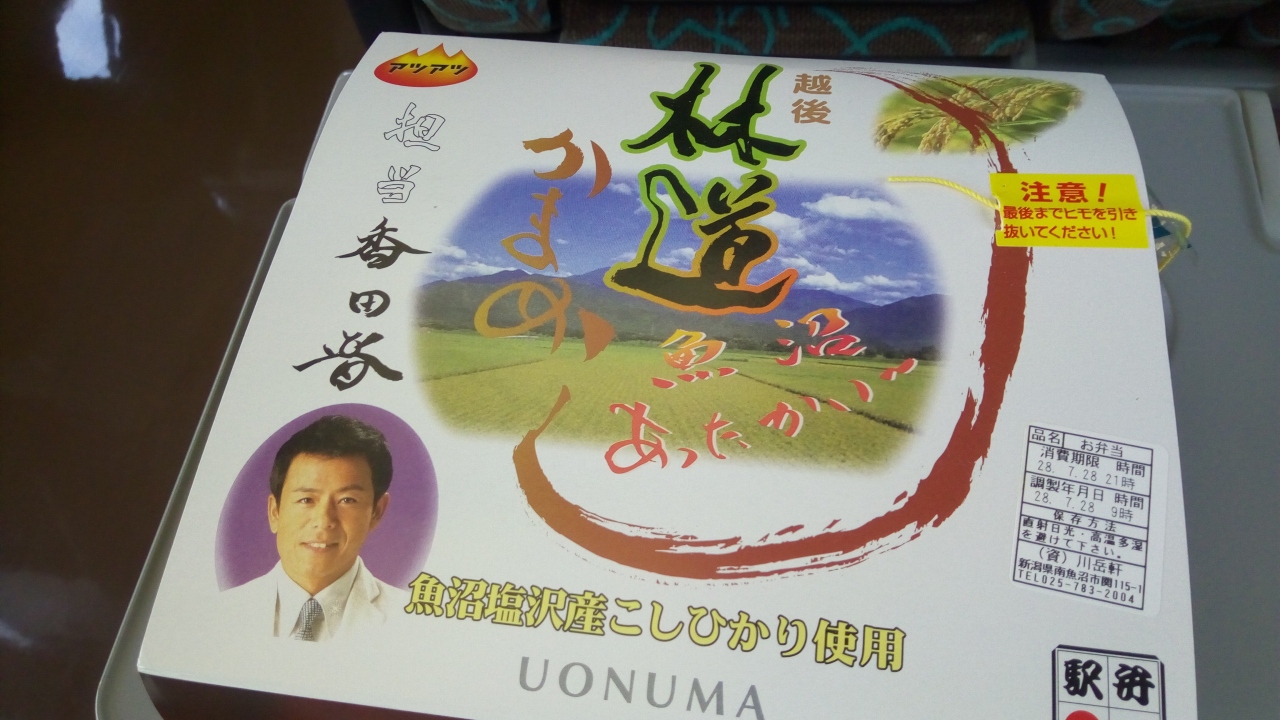 アツアツ
越後
林道
かまめし
魚沼
あったかい
担当
香田晋
注意!
最後までヒモを引き
抜いてください!
品名 お弁当
消費期限 時間
28. 7.28 21時
調製年月日 時間
28. 7.28 9時
保存方法
直射日光・高温多湿
を避けて下さい。
(資)川岳軒
新潟県南魚沼市関115-1
TEL025-783-2004
魚沼塩沢産こしひかり使用
UONUMA
駅弁